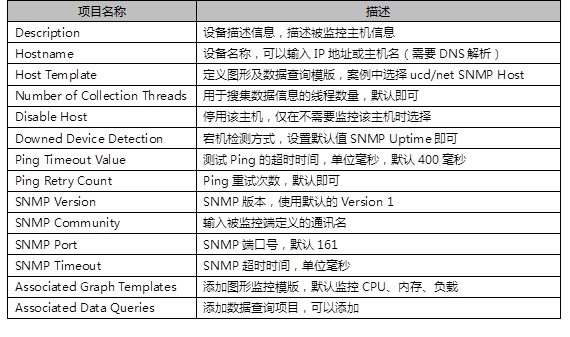 项目名称 描述
Description 设备描述信息，描述被监控主机信息
Hostname 设备名称，可以输入 IP 地址或主机名（需要 DNS 解析）
Host Template 定义图形及数据查询模版，案例中选择 ucd/net SNMP Host
Number of Collection Threads 用于搜集数据信息的线程数量，默认即可
Disable Host 停用该主机，仅在不需要监控该主机时选择
Downed Device Detection 宕机检测方式，设置默认值 SNMP Uptime 即可
Ping Timeout Value 测试 Ping 的超时时间，单位毫秒，默认 400 毫秒
Ping Retry Count Ping 重试次数，默认即可
SNMP Version SNMP 版本，使用默认的 Version 1
SNMP Community 输入被监控端定义的通讯名
SNMP Port SNMP 端口号，默认 161
SNMP Timeout SNMP 超时时间，单位毫秒
Associated Graph Templates 添加图形监控模版，默认监控 CPU、内存、负载
Associated Data Queries 添加数据查询项目，可以添加